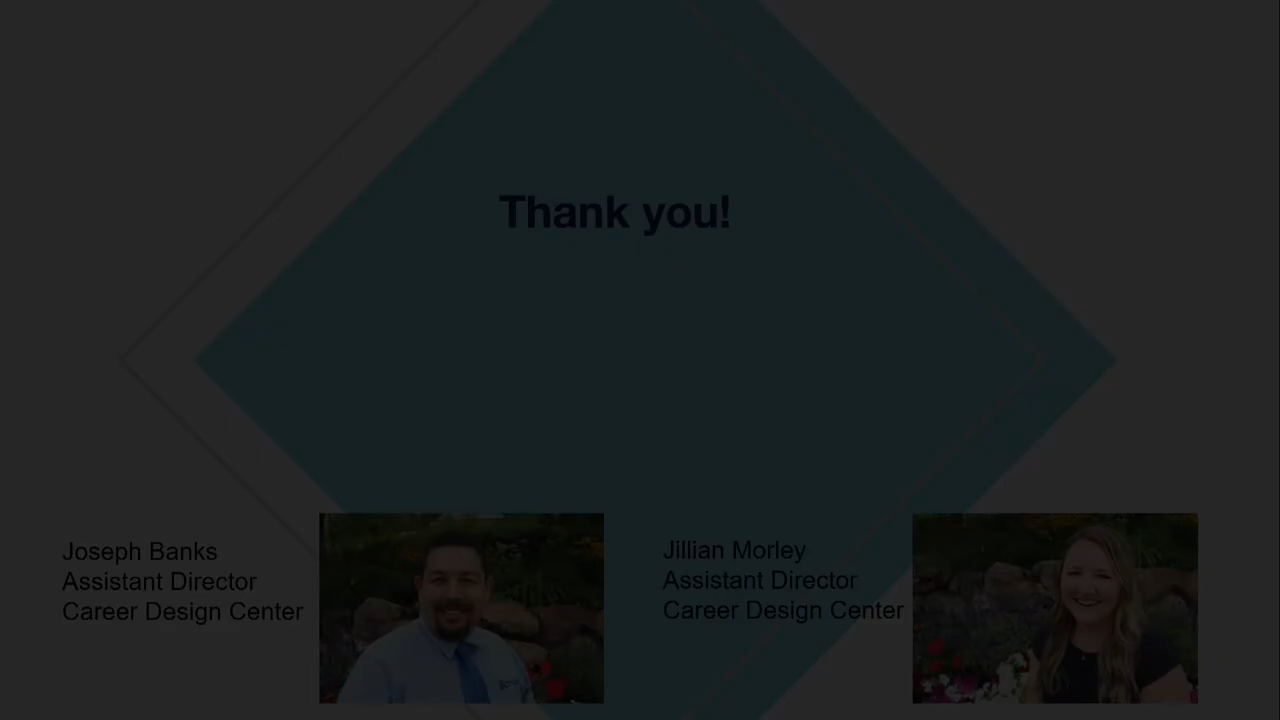 Thank you!
Joseph Banks
Assistant Director
Career Design Center
Jillian Morley
Assistant Director
Career Design Center